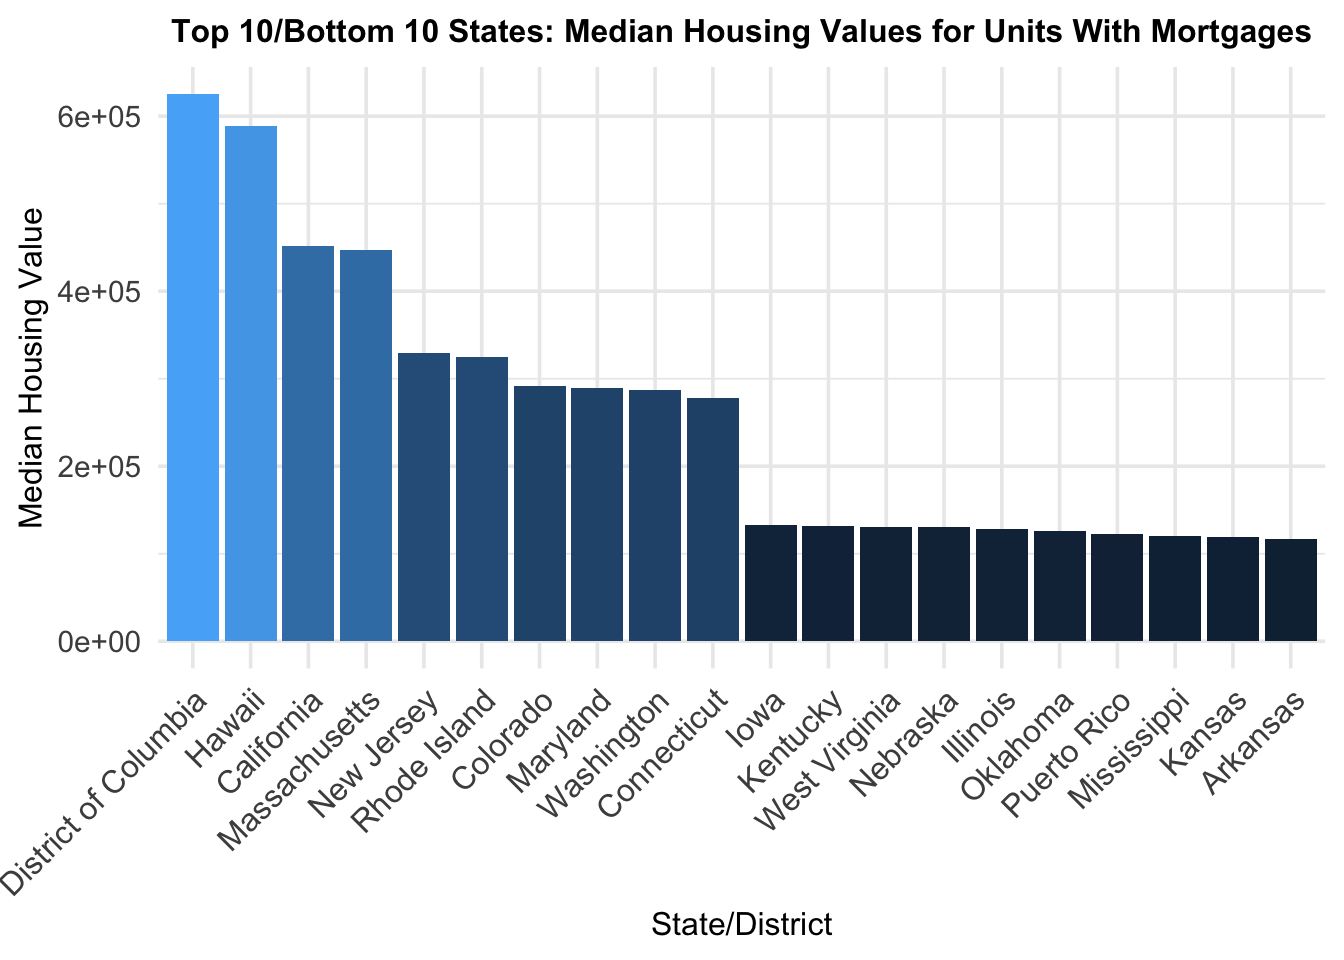 Top 10/Bottom 10 States: Median Housing Values for Units With Mortgages
Median Housing Value
6e+05
4e+05
2e+05
0e+00
District of Columbia
Hawaii
California
Massachusetts
New Jersey
Rhode Island
Colorado
Maryland
Washington
Connecticut
Iowa
Kentucky
West Virginia
Nebraska
Illinois
Oklahoma
Puerto Rico
Mississippi
Kansas
Arkansas
State/District